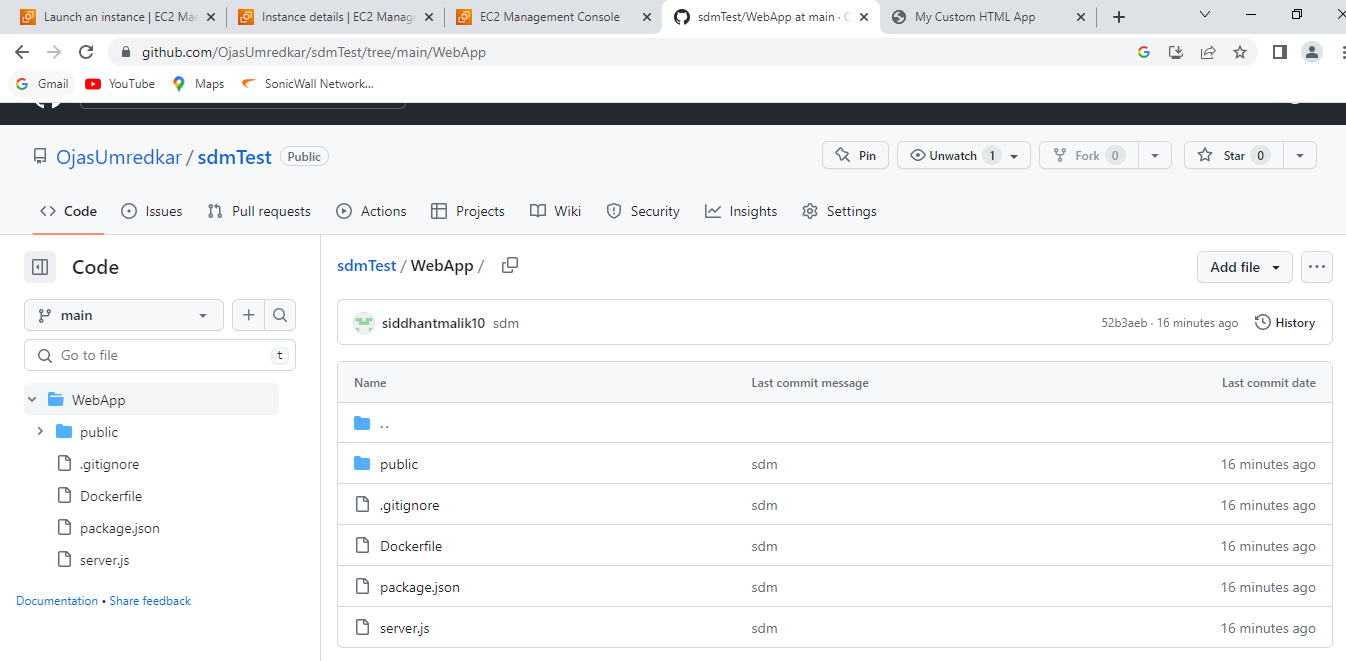 Launch an instance | EC2 Mar
Instance details | EC2 Manage
EC2 Management Console
sdmTest/WebApp at main · O
My Custom HTML App
github.com/OjasUmredkar/sdmTest/tree/main/WebApp
Gmail
YouTube
Maps
SonicWall Network...
OjasUmredkar / sdmTest
Public
Pin
Unwatch 1
Fork 0
Star 0
Code
Issues
Pull requests
Actions
Projects
Wiki
Security
Insights
Settings
Code
main
Go to file
t
WebApp
public
.gitignore
Dockerfile
package.json
server.js
Documentation • Share feedback
sdmTest / WebApp /
Add file
siddhantmalik10 sdm
52b3aeb · 16 minutes ago
History
Name Last commit message Last commit date
..
public sdm 16 minutes ago
.gitignore sdm 16 minutes ago
Dockerfile sdm 16 minutes ago
package.json sdm 16 minutes ago
server.js sdm 16 minutes ago